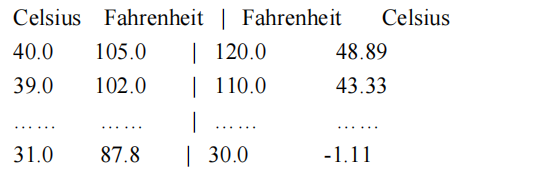 Celsius Fahrenheit | Fahrenheit Celsius
40.0 105.0 | 120.0 48.89
39.0 102.0 | 110.0 43.33
…… …… | …… ……
31.0 87.8 | 30.0 -1.11